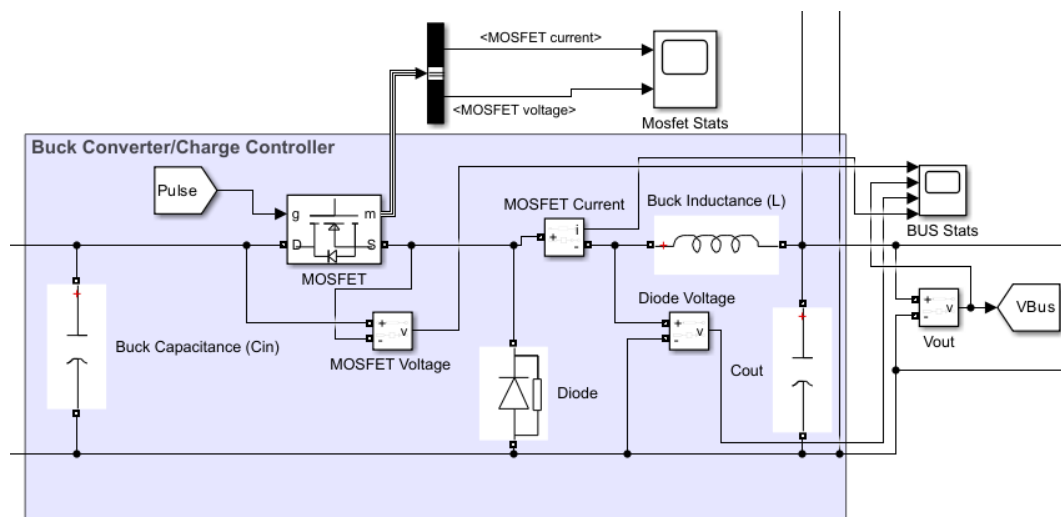 <MOSFET current>
<MOSFET voltage>
Mosfet Stats
Buck Converter/Charge Controller
Pulse
g
m
D
S
MOSFET
MOSFET Current
+
i
-
Buck Inductance (L)
+
BUS Stats
+
Buck Capacitance (Cin)
+
-
v
MOSFET Voltage
Diode
Diode Voltage
+
-
v
Cout
+
+
-
v
Vout
VBus